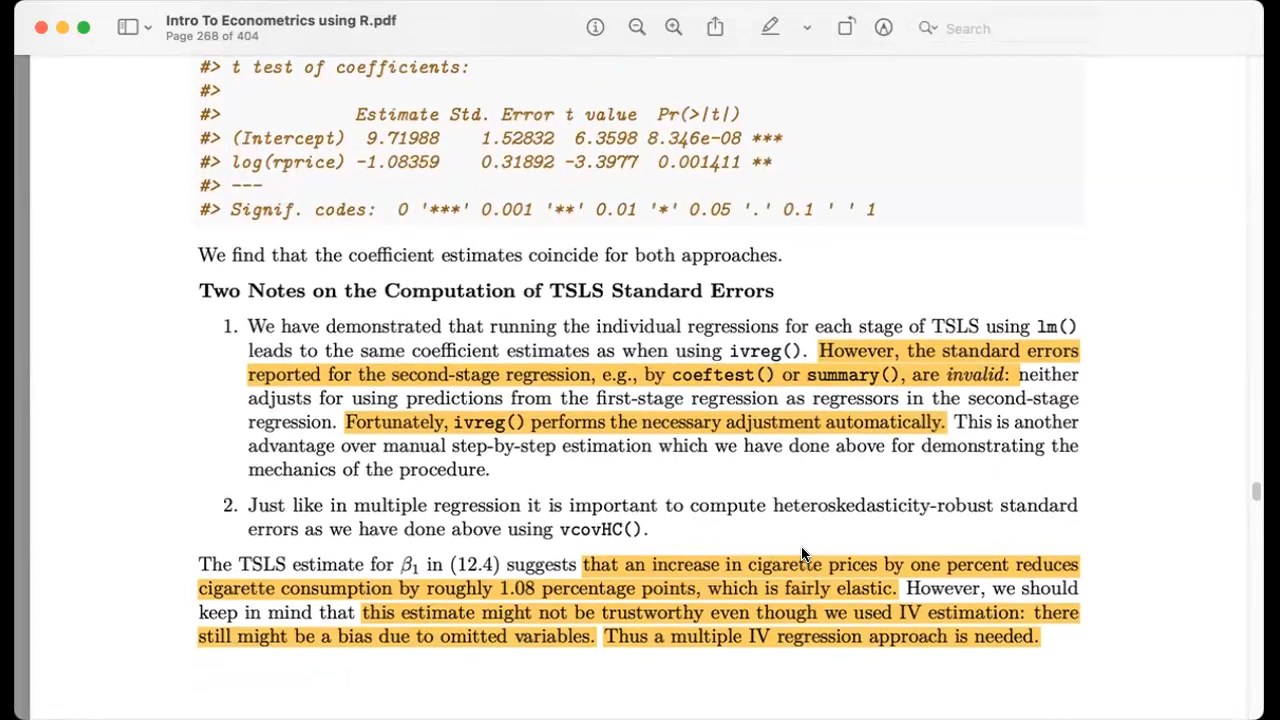 Intro To Econometrics using R.pdf
Page 268 of 404
Search
#> t test of coefficients:
#>
#> Estimate Std. Error t value Pr(>|t|)
#> (Intercept) 9.71988 1.52832 6.3598 8.346e-08 ***
#> log(rprice) -1.08359 0.31892 -3.3977 0.001411 **
#> ---
#> Signif. codes: 0 '***' 0.001 '**' 0.01 '*' 0.05 '.' 0.1 ' ' 1
We find that the coefficient estimates coincide for both approaches.
Two Notes on the Computation of TSLS Standard Errors
1. We have demonstrated that running the individual regressions for each stage of TSLS using lm()
leads to the same coefficient estimates as when using ivreg(). However, the standard errors
reported for the second-stage regression, e.g., by coeftest() or summary(), are invalid: neither
adjusts for using predictions from the first-stage regression as regressors in the second-stage
regression. Fortunately, ivreg() performs the necessary adjustment automatically. This is another
advantage over manual step-by-step estimation which we have done above for demonstrating the
mechanics of the procedure.
2. Just like in multiple regression it is important to compute heteroskedasticity-robust standard
errors as we have done above using vcovHC().
The TSLS estimate for β1 in (12.4) suggests that an increase in cigarette prices by one percent reduces
cigarette consumption by roughly 1.08 percentage points, which is fairly elastic. However, we should
keep in mind that this estimate might not be trustworthy even though we used IV estimation: there
still might be a bias due to omitted variables. Thus a multiple IV regression approach is needed.